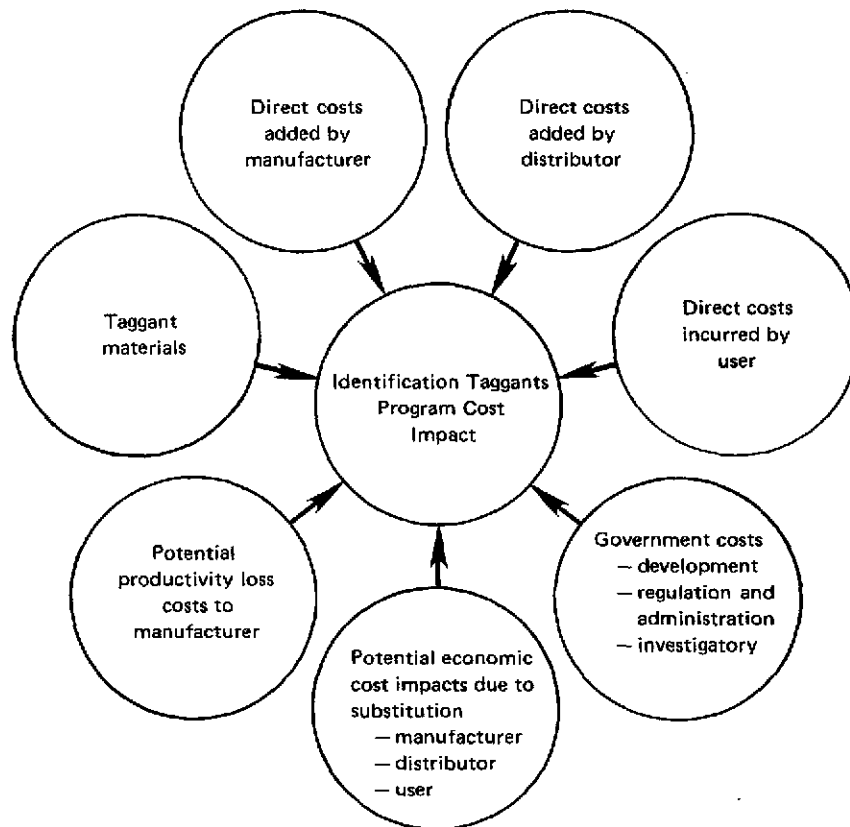 Direct costs
added by
manufacturer
Direct costs
added by
distributor
Taggant
materials
Direct costs
incurred by
user
Identification Taggants
Program Cost
Impact
Potential
productivity loss
costs to
manufacturer
Government costs
— development
— regulation and
administration
— investigatory
Potential economic
cost impacts due to
substitution
— manufacturer
— distributor
— user